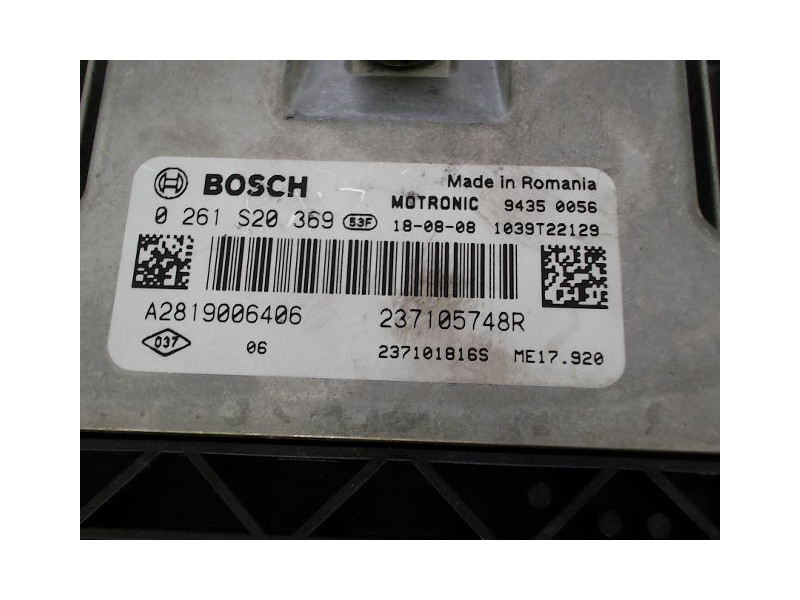 BOSCH Made in Romania
MOTRONIC 9435 0056
0 261 S20 369 53F 18-08-08 1039T22129
A2819006406 237105748R
037 06 237101816S ME17.920